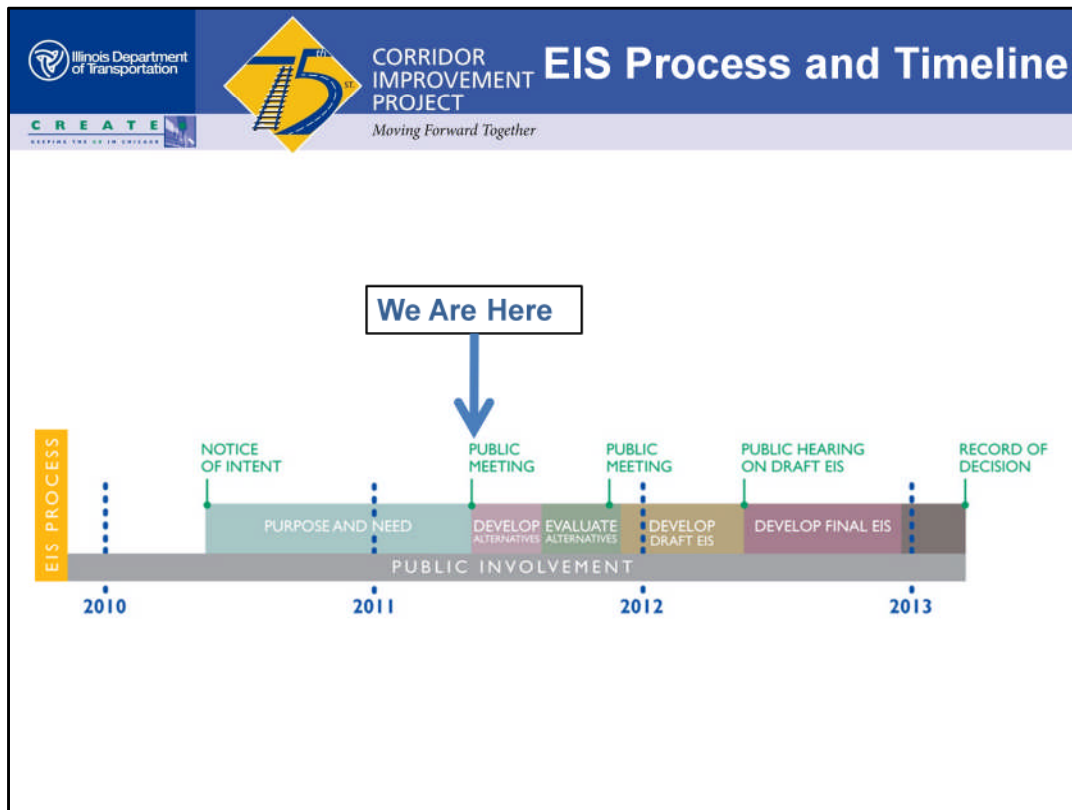 Illinois Department
of Transportation
CREATE
75th
ST.
CORRIDOR
IMPROVEMENT
PROJECT
Moving Forward Together
EIS Process and Timeline
We Are Here
EIS PROCESS
NOTICE
OF INTENT
PUBLIC
MEETING
PUBLIC
MEETING
PUBLIC HEARING
ON DRAFT EIS
RECORD OF
DECISION
PURPOSE AND NEED
DEVELOP
ALTERNATIVES
EVALUATE
ALTERNATIVES
DEVELOP
DRAFT EIS
DEVELOP FINAL EIS
PUBLIC INVOLVEMENT
2010
2011
2012
2013